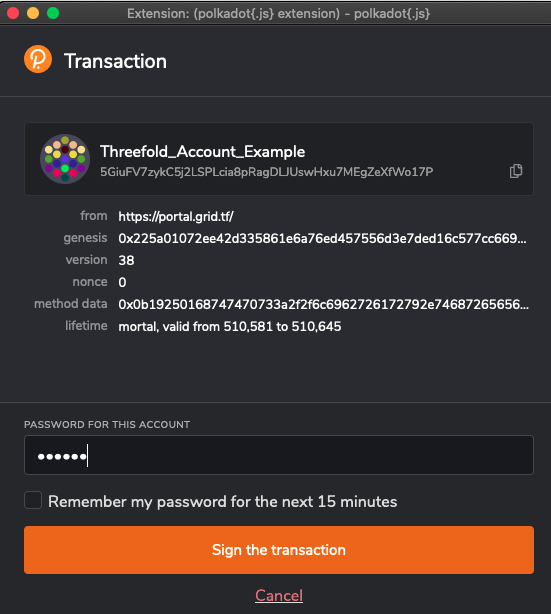 Extension: (polkadot{.js} extension) - polkadot{.js}
Transaction
Threefold_Account_Example
5GiuFV7zykC5j2LSPLcia8pRagDLJUswHxu7MEgZeXfWo17P
from https://portal.grid.tf/
genesis 0x225a01072ee42d335861e6a76ed457556d3e7ded16c577cc669...
version 38
nonce 0
method data 0x0b19250168747470733a2f2f6c6962726172792e74687265656...
lifetime mortal, valid from 510,581 to 510,645
PASSWORD FOR THIS ACCOUNT
••••••
Remember my password for the next 15 minutes
Sign the transaction
Cancel